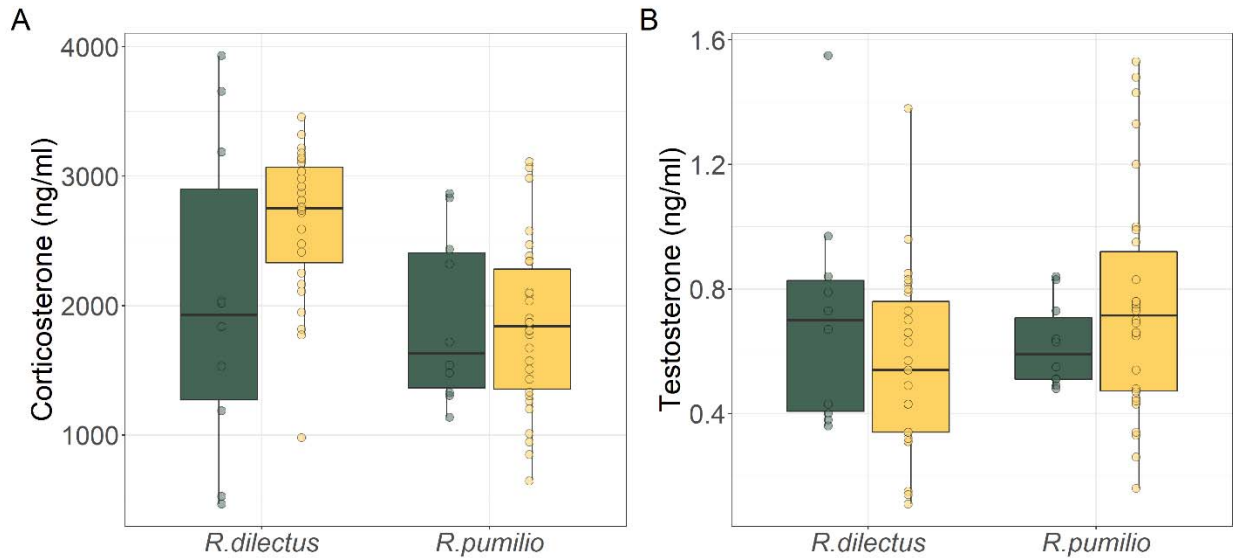 A
Corticosterone (ng/ml)
4000
3000
2000
1000
R.dilectus
R.pumilio
B
Testosterone (ng/ml)
1.6
1.2
0.8
0.4
R.dilectus
R.pumilio